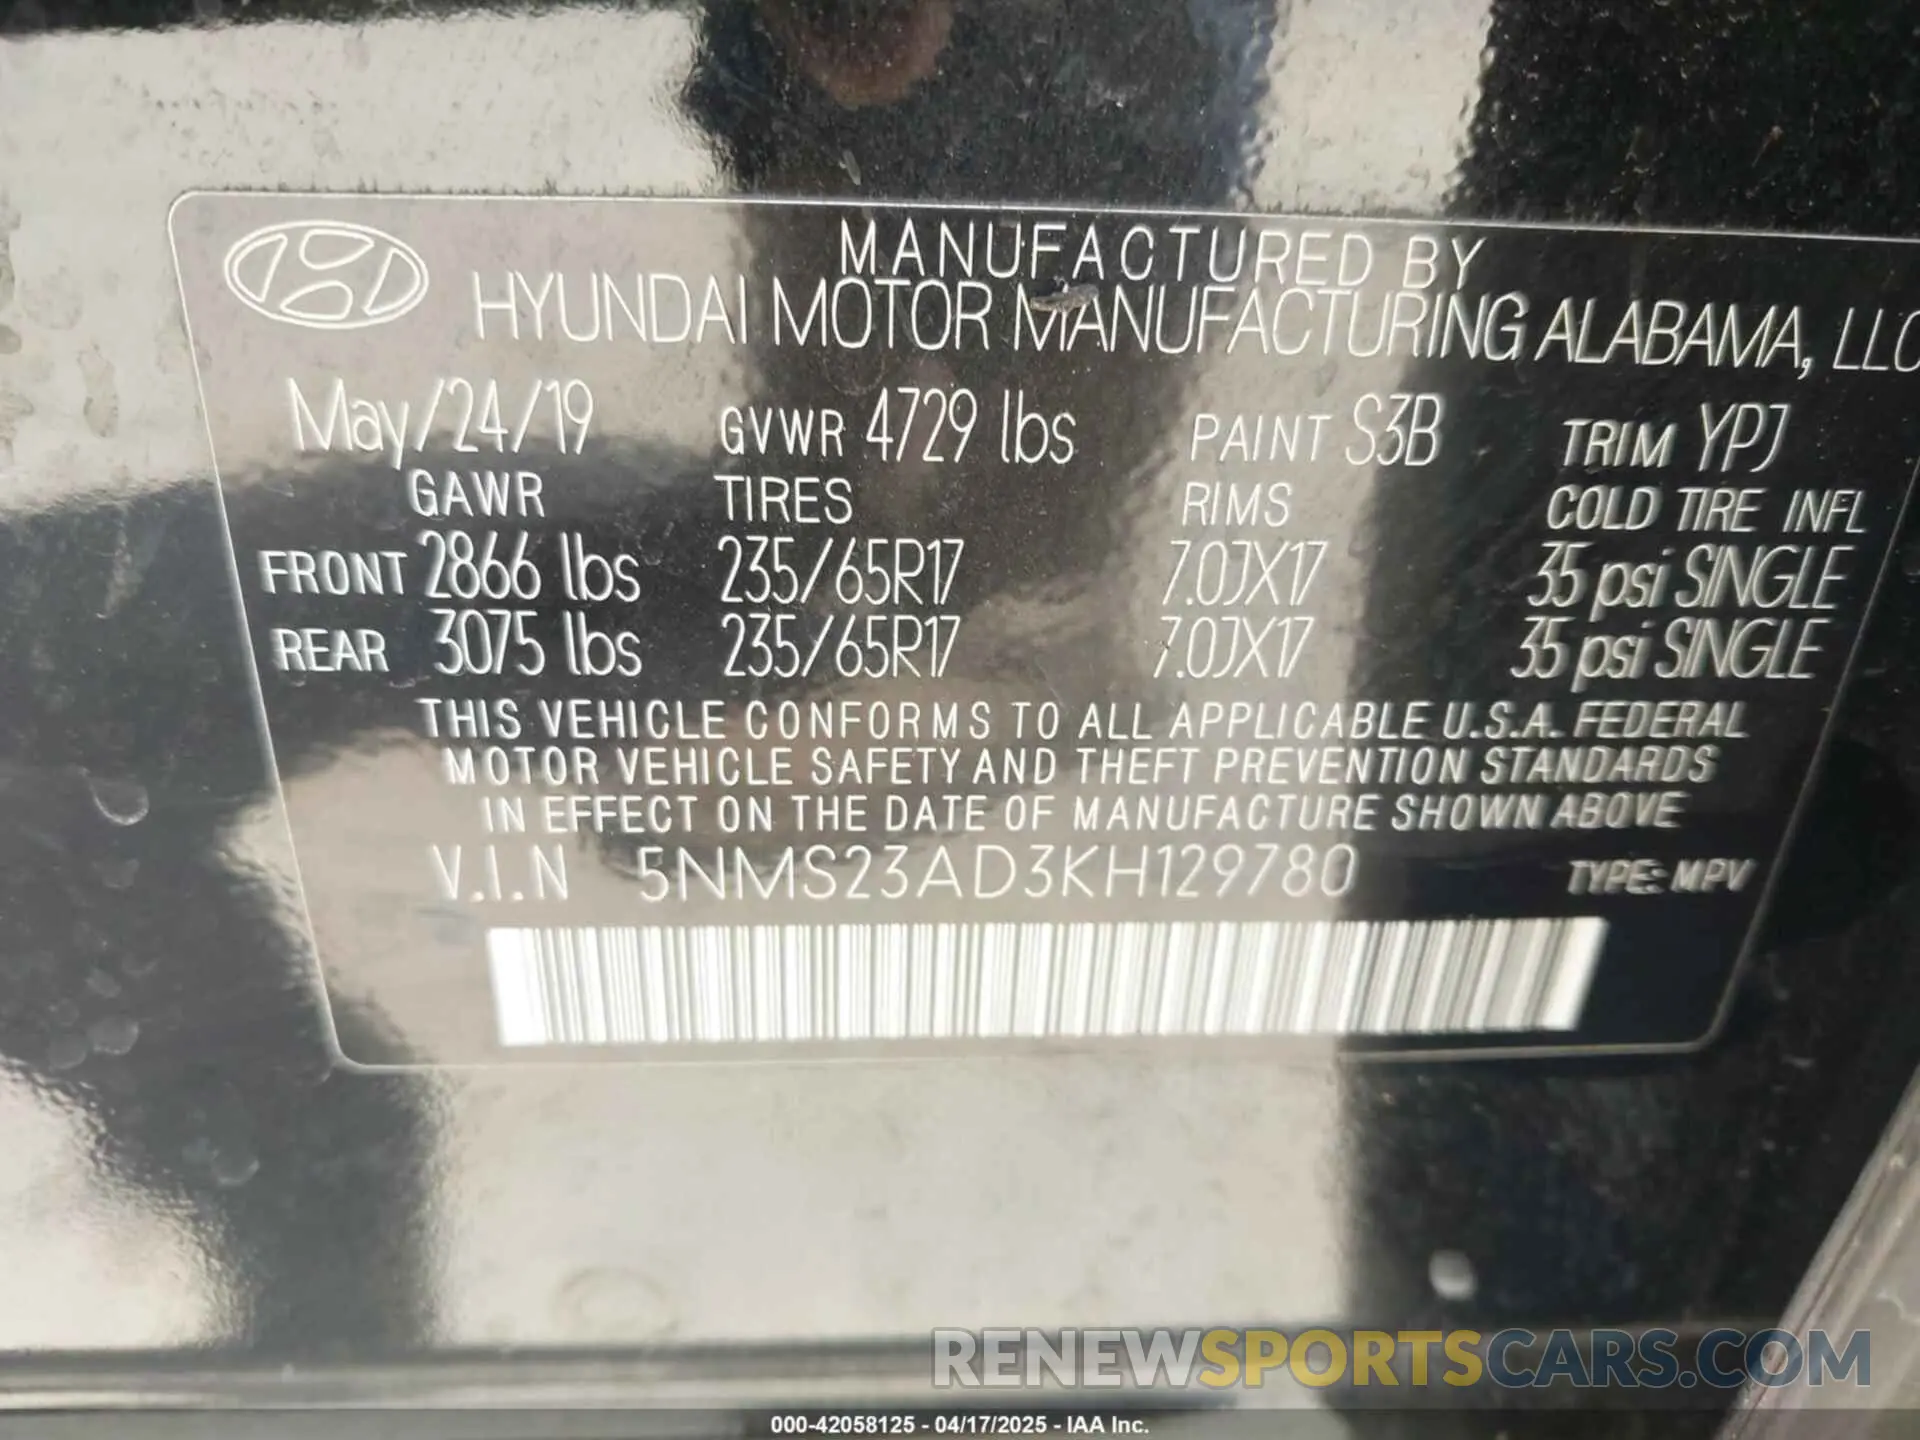 MANUFACTURED BY
HYUNDAI MOTOR MANUFACTURING ALABAMA, LLC
May/24/19 GVWR 4729 lbs PAINT S3B TRIM YPJ
GAWR TIRES RIMS COLD TIRE INFL
FRONT 2866 lbs 235/65R17 7.0JX17 35 psi SINGLE
REAR 3075 lbs 235/65R17 7.0JX17 35 psi SINGLE
THIS VEHICLE CONFORMS TO ALL APPLICABLE U.S.A. FEDERAL
MOTOR VEHICLE SAFETY AND THEFT PREVENTION STANDARDS
IN EFFECT ON THE DATE OF MANUFACTURE SHOWN ABOVE
V.I.N 5NMS23AD3KH129780 TYPE: MPV
RENEWSPORTSCARS.COM
000-42058125 - 04/17/2025 - IAA Inc.